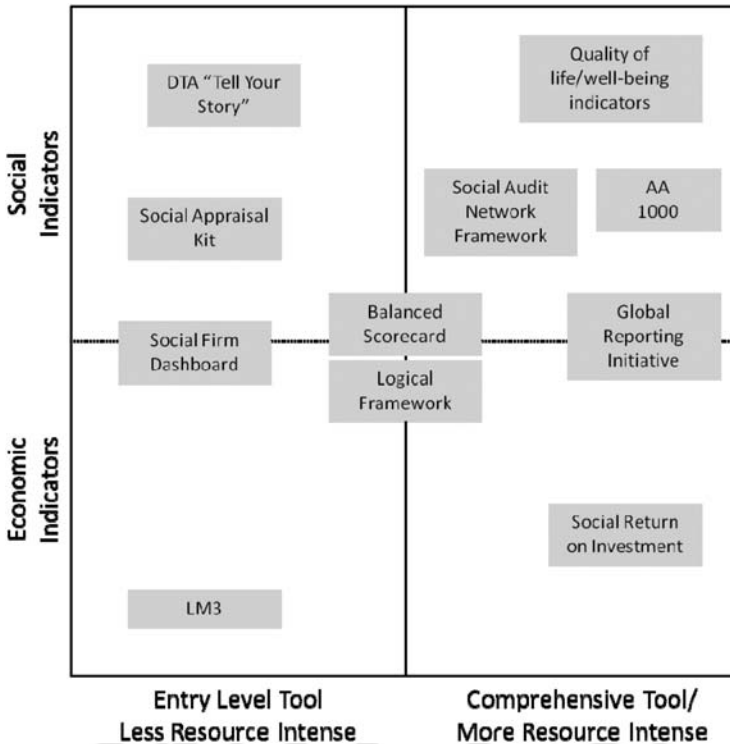 Social
Indicators
DTA “Tell Your
Story”
Quality of
life/well-being
indicators
Social Appraisal
Kit
Social Audit
Network
Framework
AA
1000
Social Firm
Dashboard
Balanced
Scorecard
Global
Reporting
Initiative
Logical
Framework
Economic
Indicators
Social Return
on Investment
LM3
Entry Level Tool
Less Resource Intense
Comprehensive Tool/
More Resource Intense